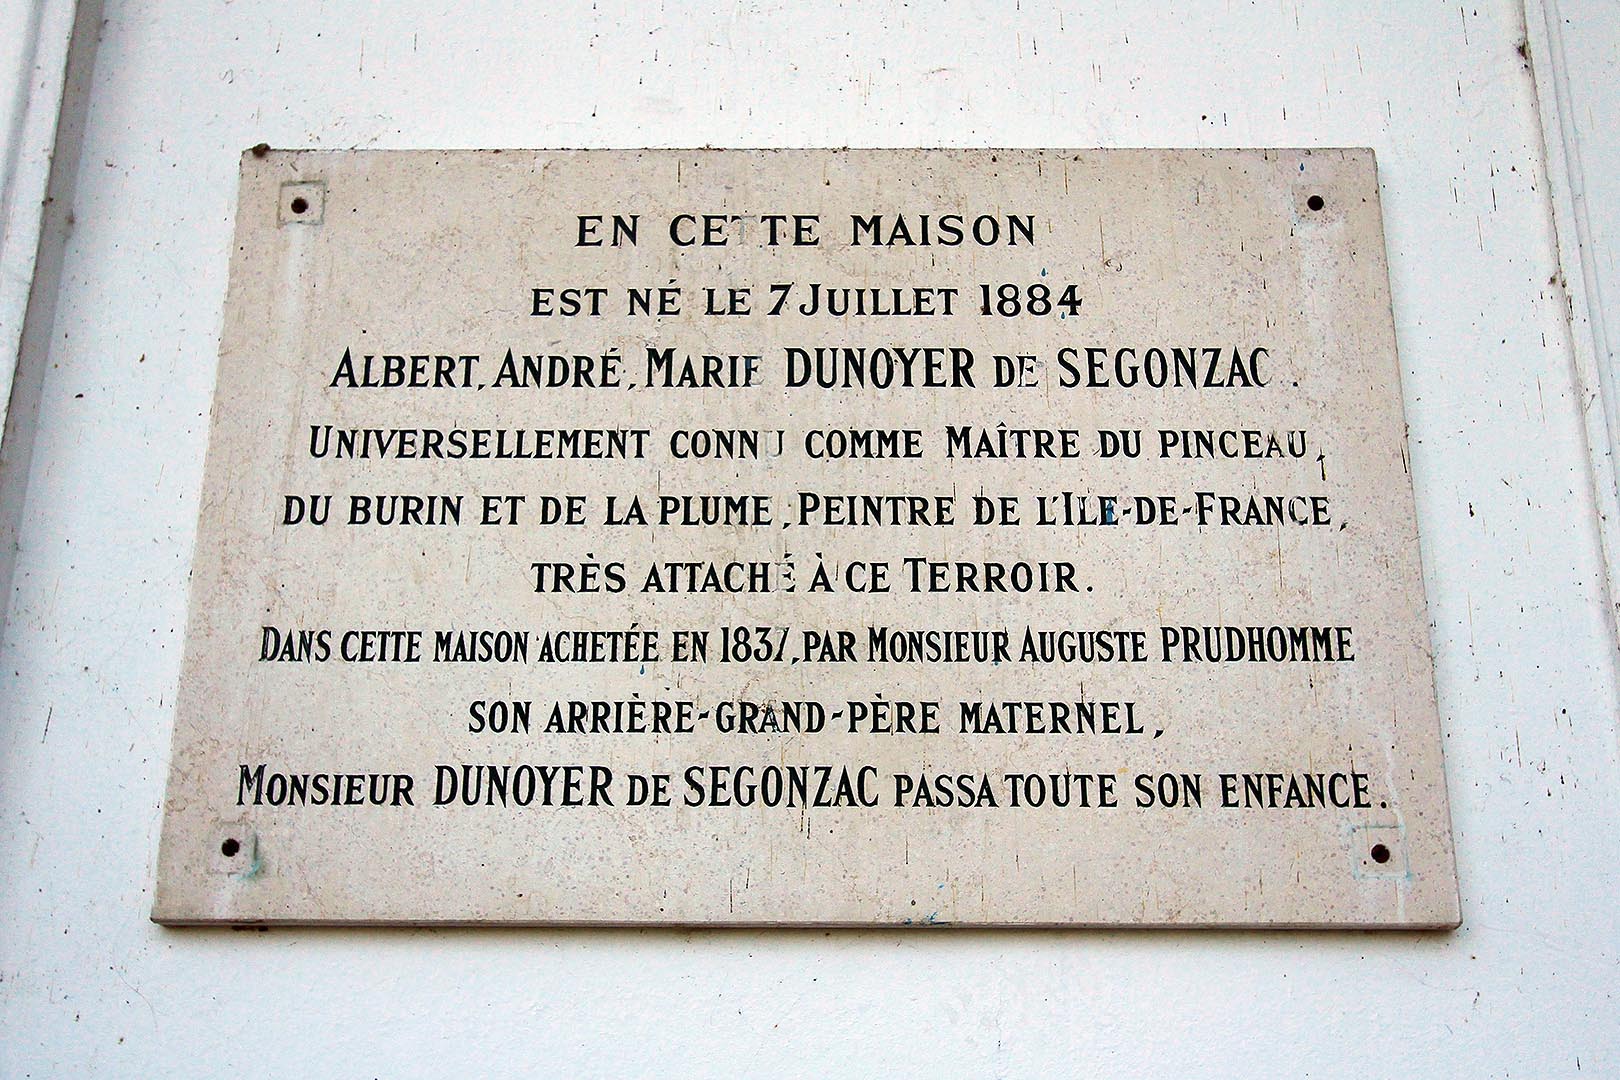 EN CETTE MAISON
EST NÉ LE 7 JUILLET 1884
ALBERT, ANDRÉ, MARIE DUNOYER DE SEGONZAC.
UNIVERSELLEMENT CONNU COMME MAÎTRE DU PINCEAU,
DU BURIN ET DE LA PLUME, PEINTRE DE L'ILE-DE-FRANCE,
TRÈS ATTACHÉ À CE TERROIR.
DANS CETTE MAISON ACHETÉE EN 1837, PAR MONSIEUR AUGUSTE PRUDHOMME
SON ARRIÈRE-GRAND-PÈRE MATERNEL,
MONSIEUR DUNOYER DE SEGONZAC PASSA TOUTE SON ENFANCE.